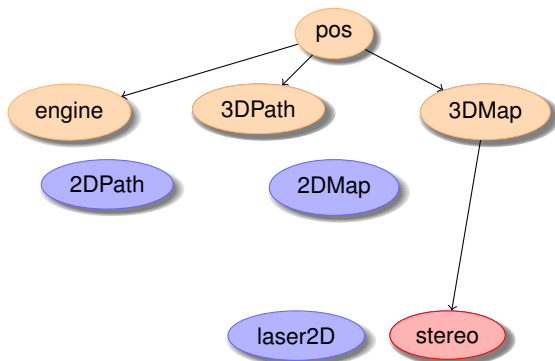 pos
engine
3DPath
3DMap
2DPath
2DMap
laser2D
stereo